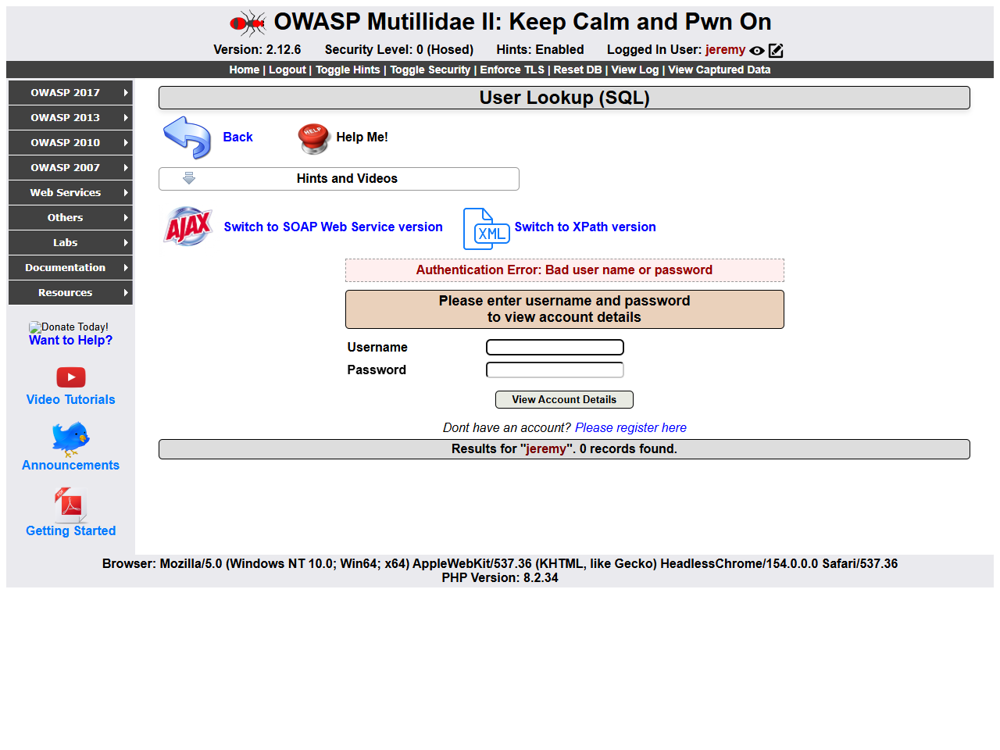 OWASP Mutillidae II: Keep Calm and Pwn On
Version: 2.12.6 Security Level: 0 (Hosed) Hints: Enabled Logged In User: jeremy
Home | Logout | Toggle Hints | Toggle Security | Enforce TLS | Reset DB | View Log | View Captured Data
OWASP 2017
OWASP 2013
OWASP 2010
OWASP 2007
Web Services
Others
Labs
Documentation
Resources
Donate Today!
Want to Help?
Video Tutorials
Announcements
PDF
Getting Started
User Lookup (SQL)
Back
HELP
Help Me!
Hints and Videos
AJAX
Switch to SOAP Web Service version
XML
Switch to XPath version
Authentication Error: Bad user name or password
Please enter username and password
to view account details
Username
Password
View Account Details
Dont have an account? Please register here
Results for "jeremy". 0 records found.
Browser: Mozilla/5.0 (Windows NT 10.0; Win64; x64) AppleWebKit/537.36 (KHTML, like Gecko) HeadlessChrome/154.0.0.0 Safari/537.36
PHP Version: 8.2.34